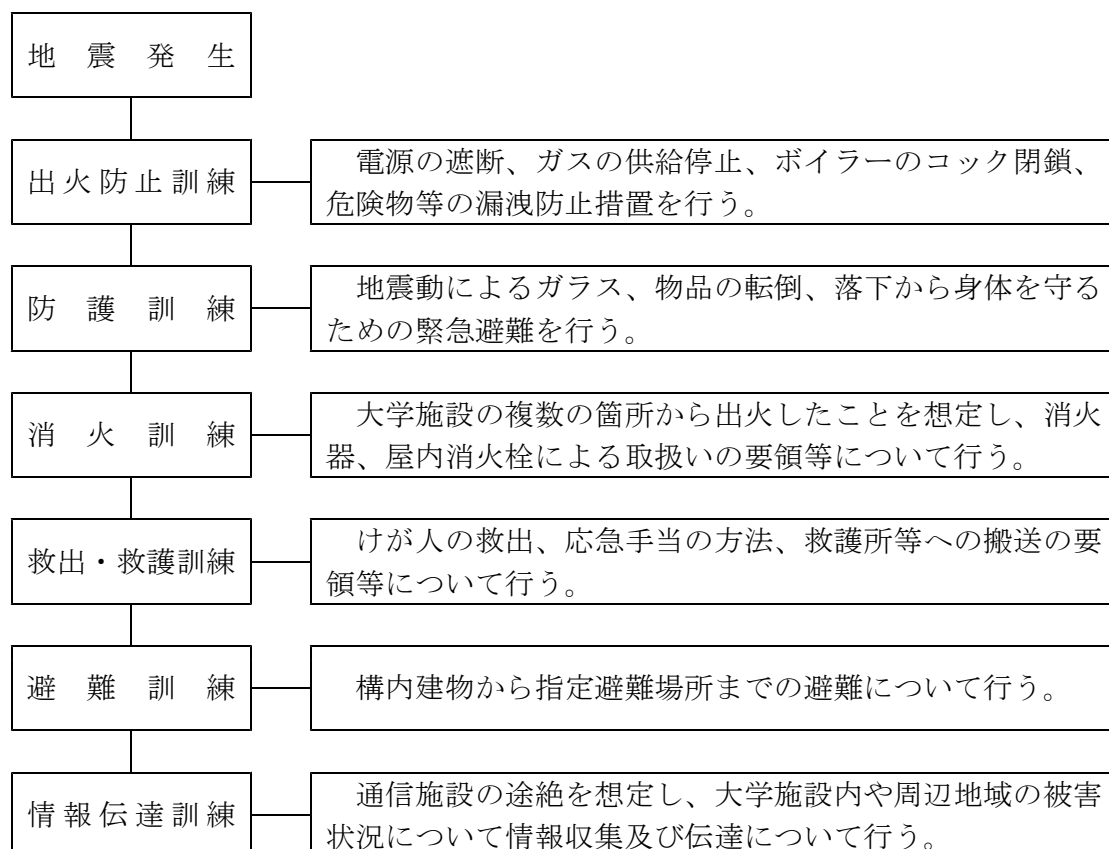 地震発生
出火防止訓練
電源の遮断、ガスの供給停止、ボイラーのコック閉鎖、
危険物等の漏洩防止措置を行う。
防護訓練
地震動によるガラス、物品の転倒、落下から身体を守る
ための緊急避難を行う。
消火訓練
大学施設の複数の箇所から出火したことを想定し、消火
器、屋内消火栓による取扱いの要領等について行う。
救出・救護訓練
けが人の救出、応急手当の方法、救護所等への搬送の要
領等について行う。
避難訓練
構内建物から指定避難場所までの避難について行う。
情報伝達訓練
通信施設の途絶を想定し、大学施設内や周辺地域の被害
状況について情報収集及び伝達について行う。